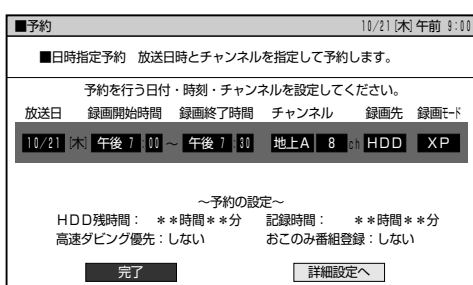 ■予約 10/21[木]午前 9:00
■日時指定予約 放送日時とチャンネルを指定して予約します。
予約を行う日付・時刻・チャンネルを設定してください。
放送日 録画開始時間 録画終了時間 チャンネル 録画先 録画モード
10/21 [木] 午後 7:00 ～ 午後 7:30 地上A 8 ch HDD XP
～予約の設定～
HDD残時間： ＊＊時間＊＊分 記録時間： ＊＊時間＊＊分
高速ダビング優先：しない おこのみ番組登録：しない
完了 詳細設定へ